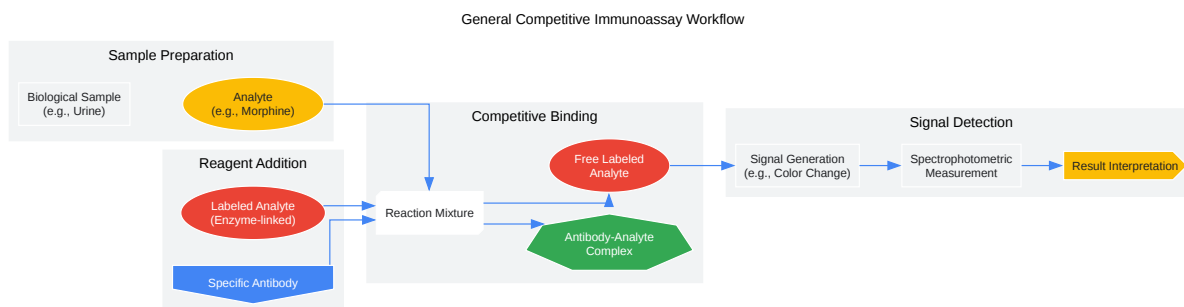 General Competitive Immunoassay Workflow
Sample Preparation
Biological Sample
(e.g., Urine)
Analyte
(e.g., Morphine)
Reagent Addition
Labeled Analyte
(Enzyme-linked)
Specific Antibody
Competitive Binding
Reaction Mixture
Free Labeled
Analyte
Antibody-Analyte
Complex
Signal Detection
Signal Generation
(e.g., Color Change)
Spectrophotometric
Measurement
Result Interpretation